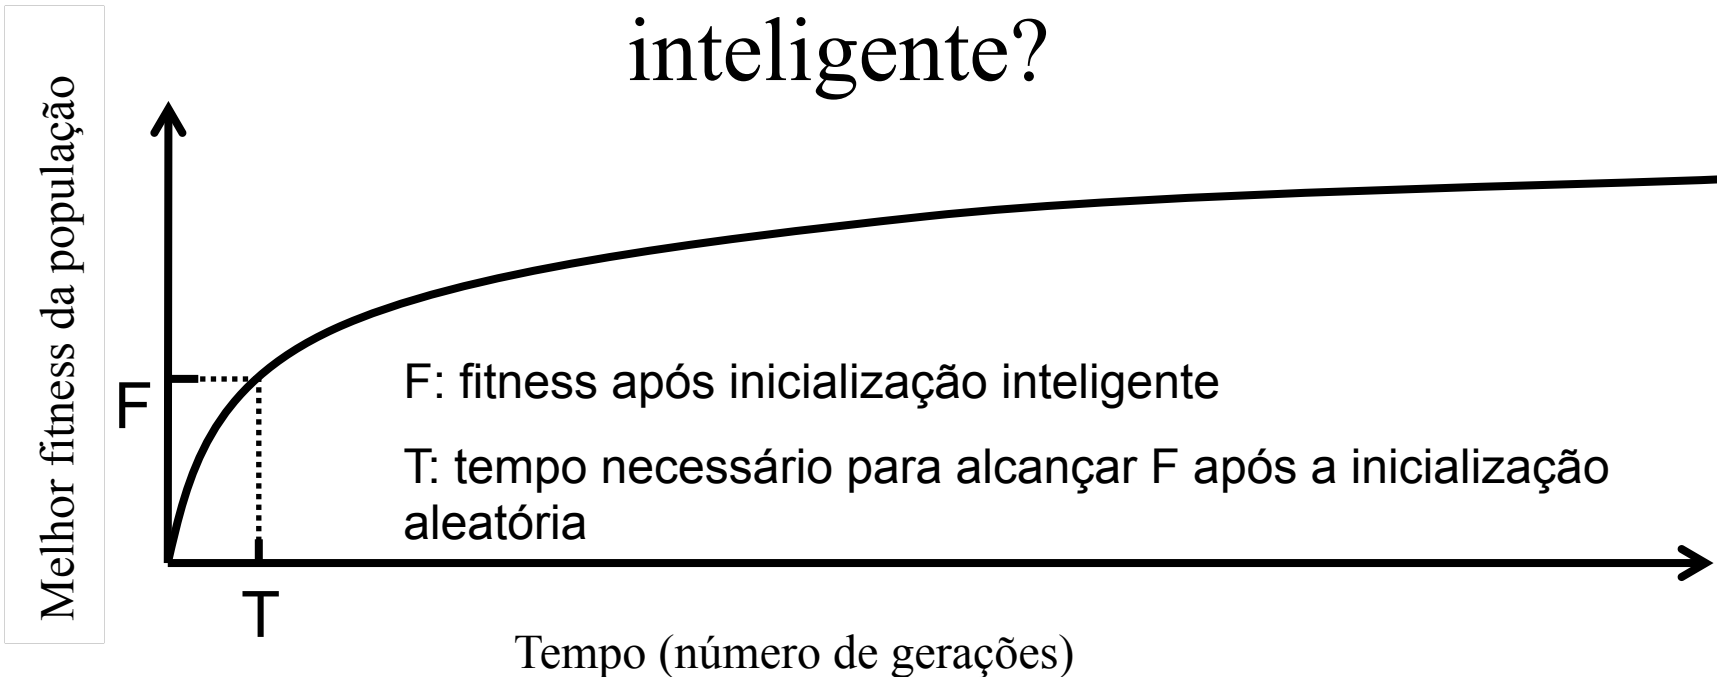 inteligente?
Melhor fitness da população
F
F: fitness após inicialização inteligente
T: tempo necessário para alcançar F após a inicialização
aleatória
T
Tempo (número de gerações)